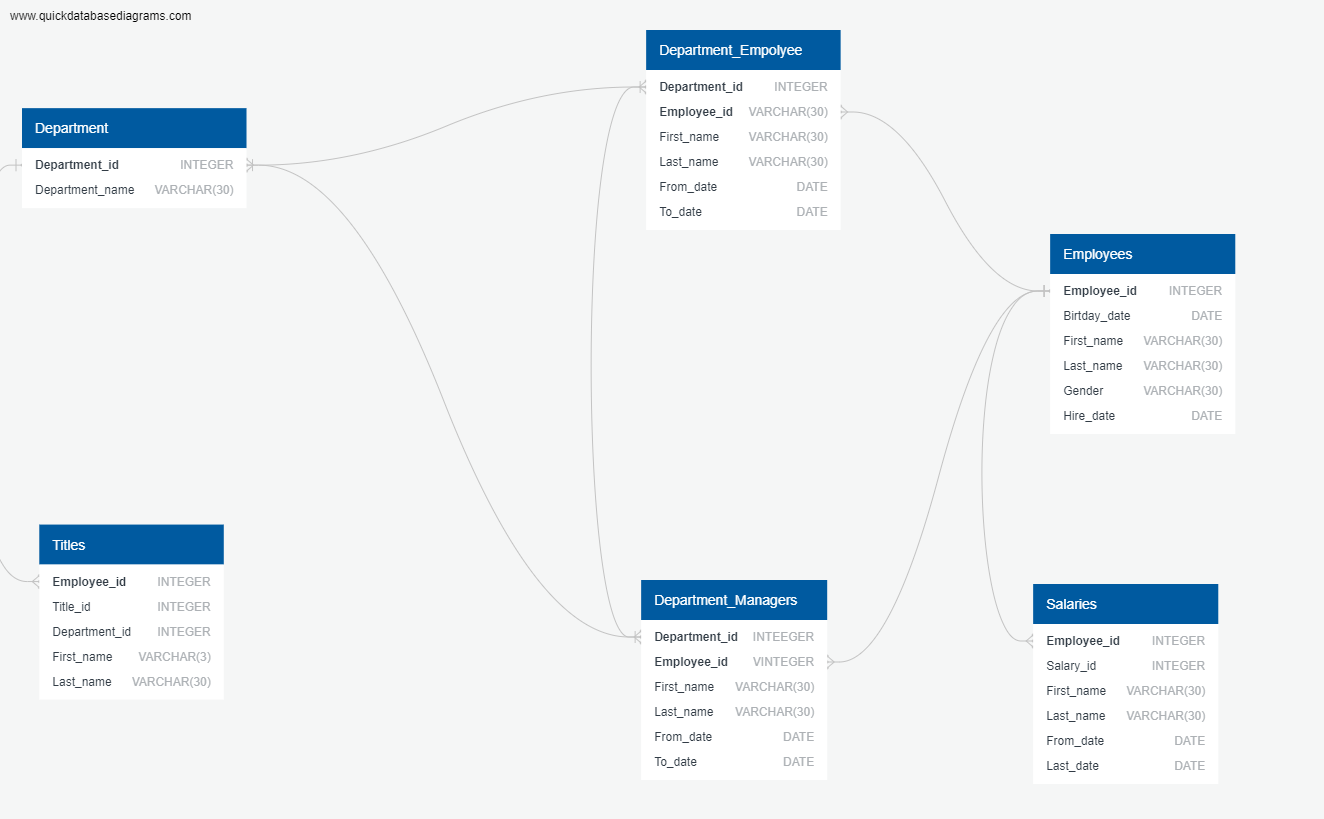 www.quickdatabasediagrams.com
Department
Department_id INTEGER
Department_name VARCHAR(30)
Department_Empolyee
Department_id INTEGER
Employee_id VARCHAR(30)
First_name VARCHAR(30)
Last_name VARCHAR(30)
From_date DATE
To_date DATE
Employees
Employee_id INTEGER
Birtday_date DATE
First_name VARCHAR(30)
Last_name VARCHAR(30)
Gender VARCHAR(30)
Hire_date DATE
Titles
Employee_id INTEGER
Title_id INTEGER
Department_id INTEGER
First_name VARCHAR(3)
Last_name VARCHAR(30)
Department_Managers
Department_id INTEEGER
Employee_id VINTEGER
First_name VARCHAR(30)
Last_name VARCHAR(30)
From_date DATE
To_date DATE
Salaries
Employee_id INTEGER
Salary_id INTEGER
First_name VARCHAR(30)
Last_name VARCHAR(30)
From_date DATE
Last_date DATE